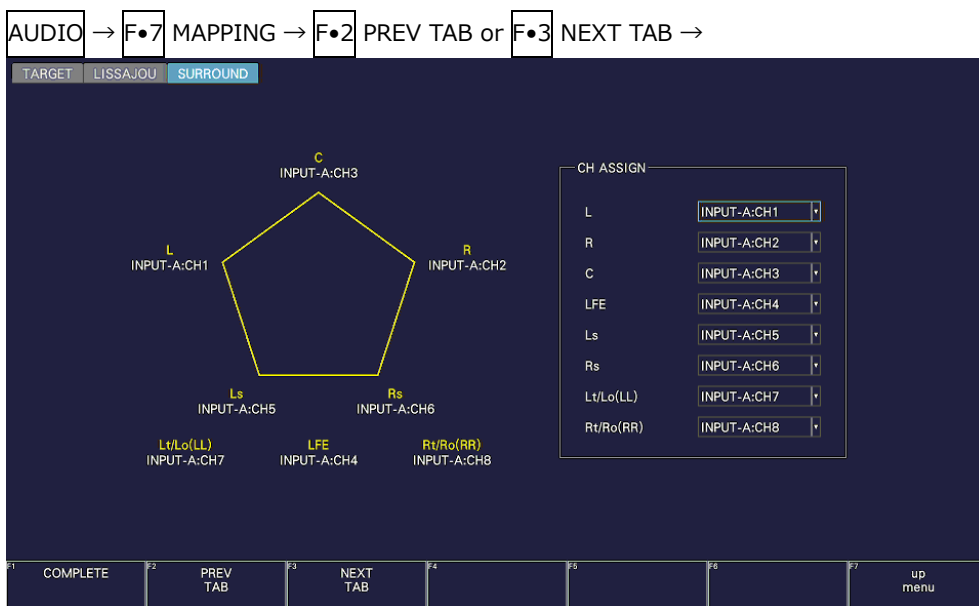 AUDIO → F•7 MAPPING → F•2 PREV TAB or F•3 NEXT TAB →
TARGET LISSAJOU SURROUND
C
INPUT-A:CH3
L
INPUT-A:CH1
R
INPUT-A:CH2
Ls
INPUT-A:CH5
Rs
INPUT-A:CH6
Lt/Lo(LL)
INPUT-A:CH7
LFE
INPUT-A:CH4
Rt/Ro(RR)
INPUT-A:CH8
CH ASSIGN
L INPUT-A:CH1
R INPUT-A:CH2
C INPUT-A:CH3
LFE INPUT-A:CH4
Ls INPUT-A:CH5
Rs INPUT-A:CH6
Lt/Lo(LL) INPUT-A:CH7
Rt/Ro(RR) INPUT-A:CH8
F1 COMPLETE
F2 PREV
TAB
F3 NEXT
TAB
F4
F5
F6
F7 up
menu